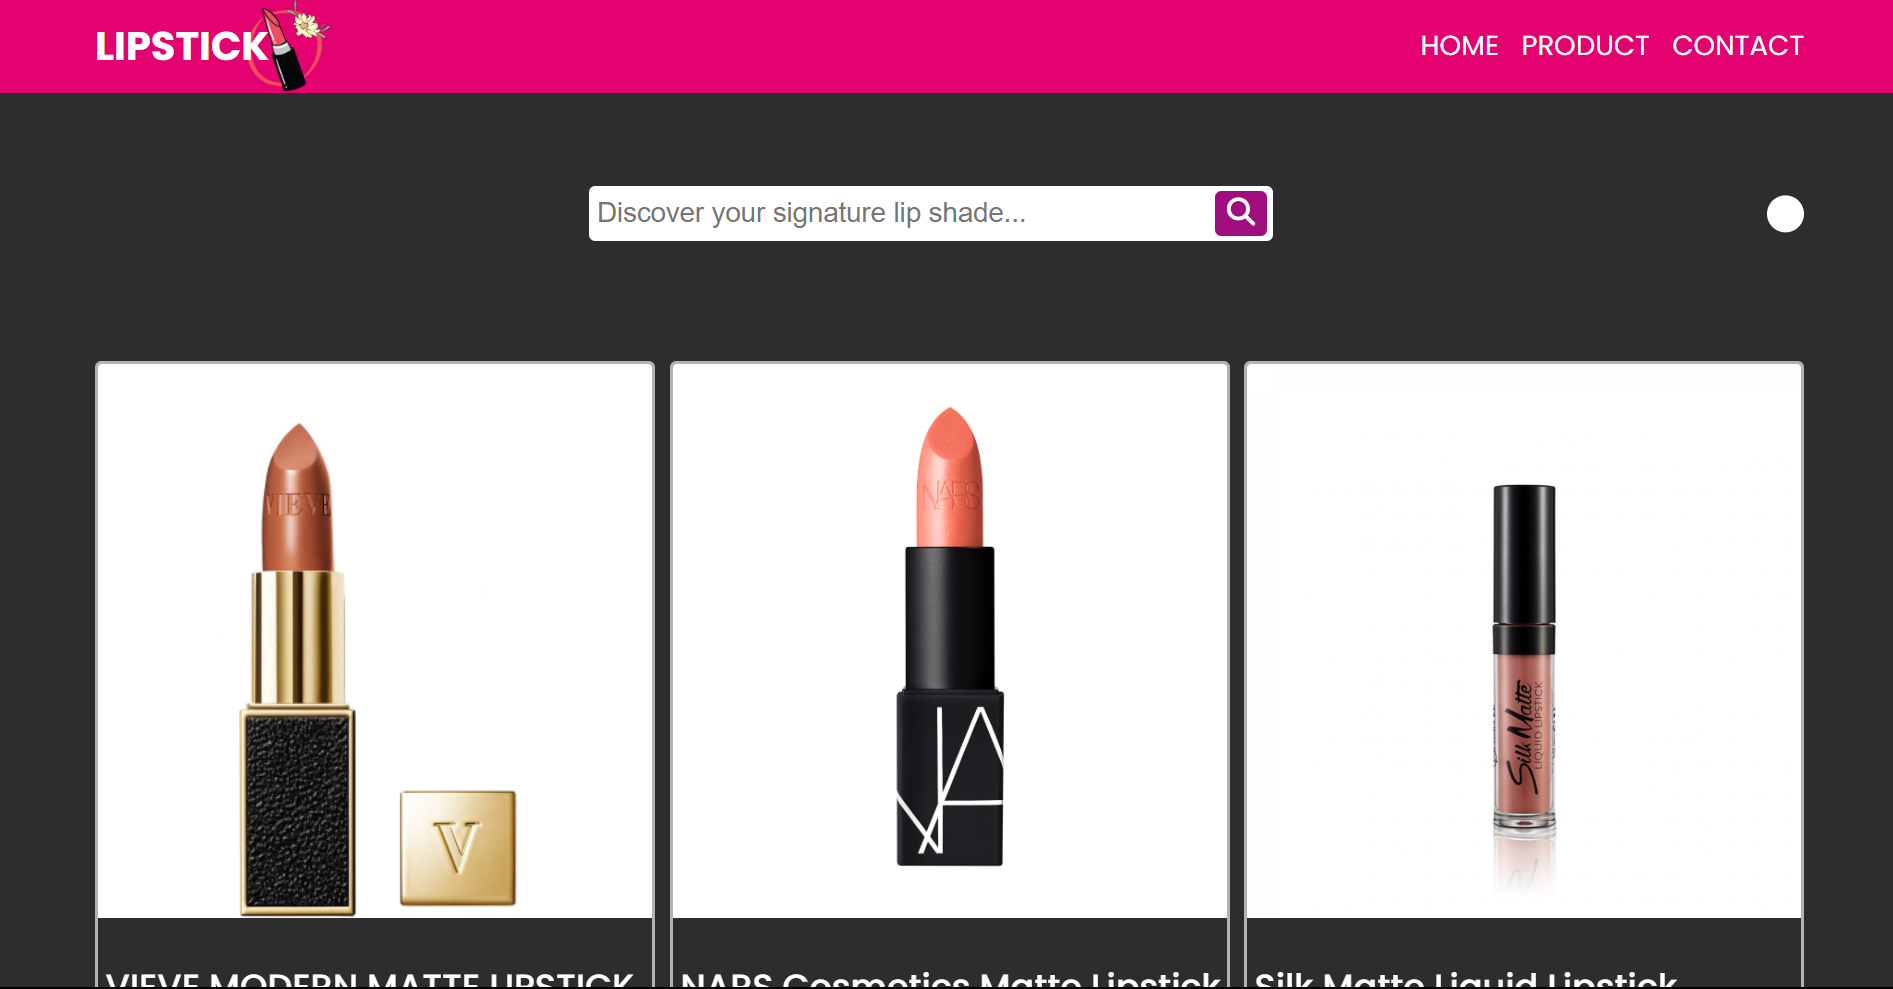 LIPSTICK
HOME PRODUCT CONTACT
Discover your signature lip shade...
VIEVE
V
NARS
NARS
Silk Matte
LIQUID LIPSTICK
VIEVE MODERN MATTE LIPSTICK
NARS Cosmetics Matte Lipstick
Silk Matte Liquid Lipstick